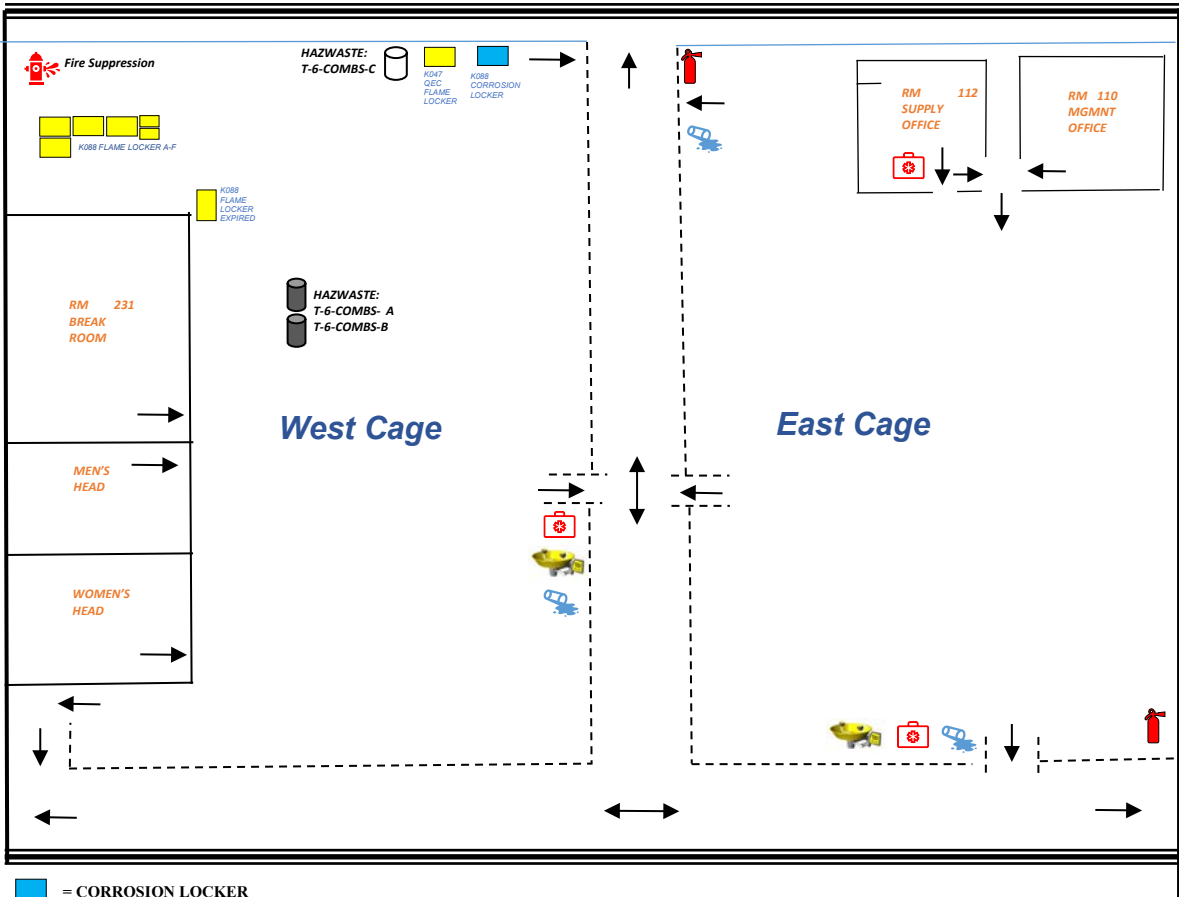 Fire Suppression
HAZWASTE:
T-6-COMBS-C
K047
QEC
FLAME
LOCKER
K088
CORROSION
LOCKER
RM 112
SUPPLY
OFFICE
RM 110
MGMNT
OFFICE
K088 FLAME LOCKER A-F
K088
FLAME
LOCKER
EXPIRED
RM 231
BREAK
ROOM
HAZWASTE:
T-6-COMBS- A
T-6-COMBS-B
West Cage
East Cage
MEN'S
HEAD
WOMEN'S
HEAD
= CORROSION LOCKER